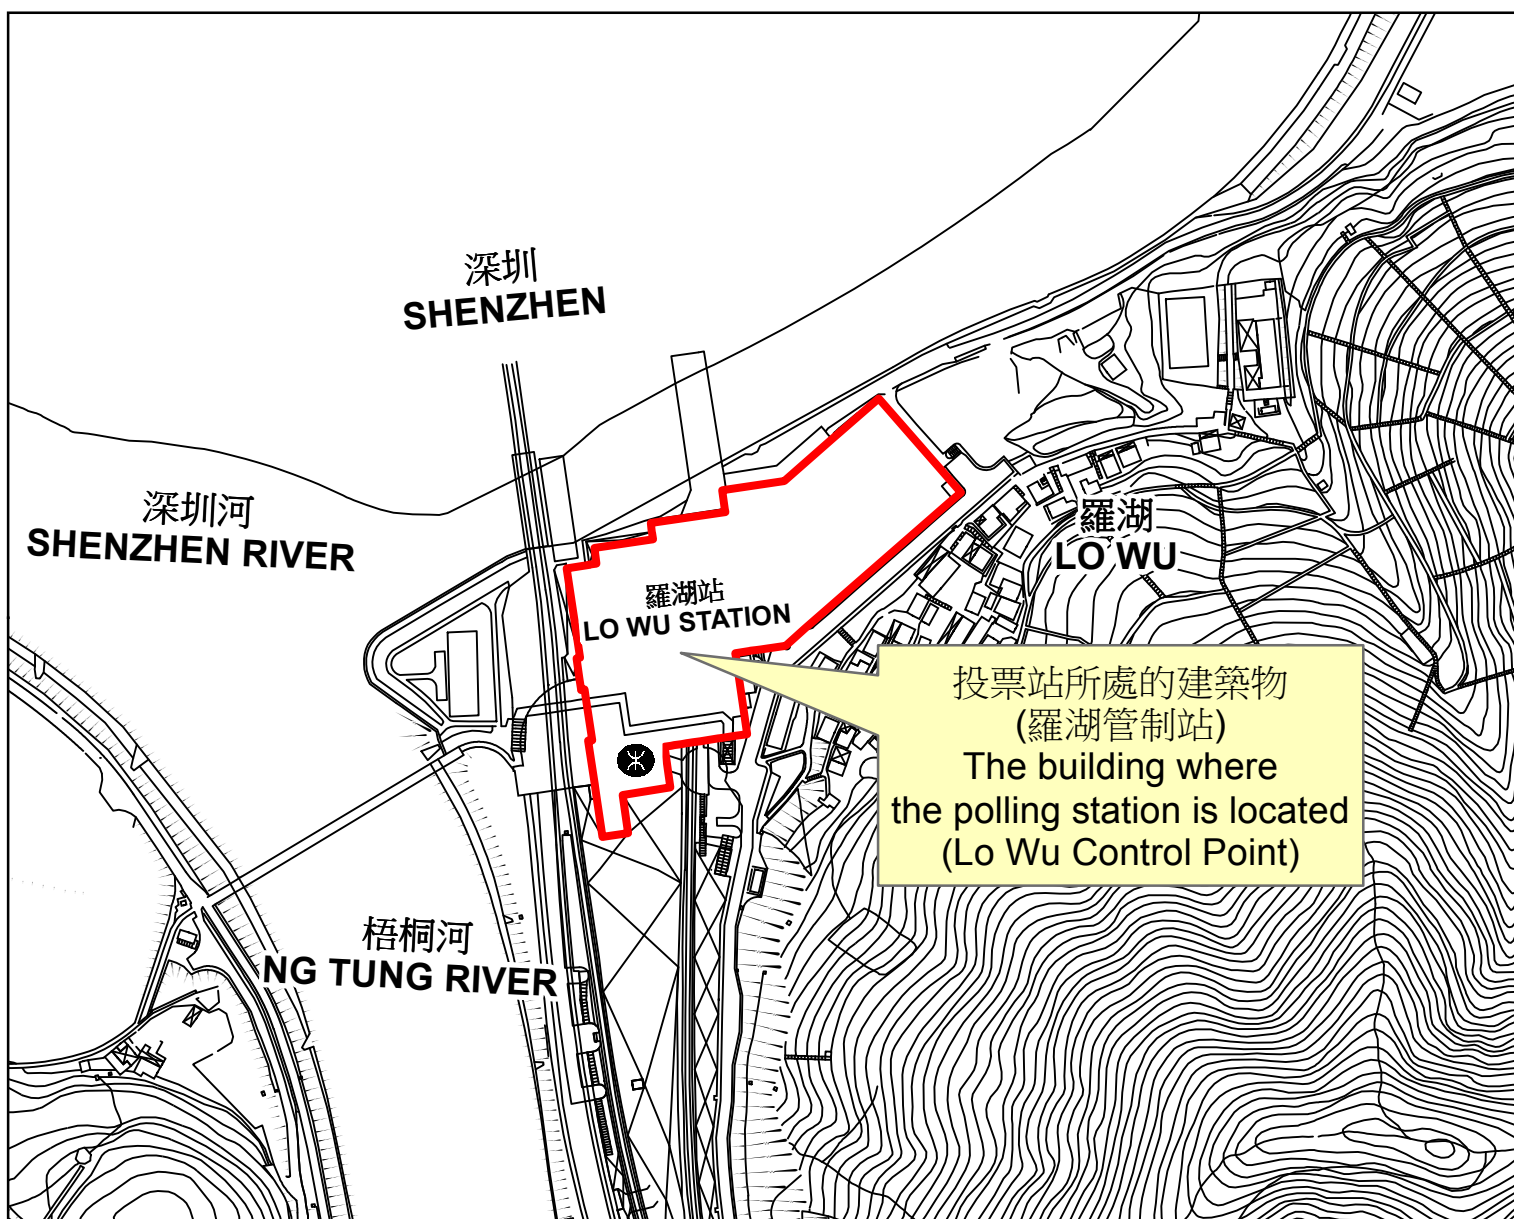 深圳
SHENZHEN
深圳河
SHENZHEN RIVER
羅湖
LO WU
羅湖站
LO WU STATION
投票站所處的建築物
(羅湖管制站)
The building where
the polling station is located
(Lo Wu Control Point)
梧桐河
NG TUNG RIVER